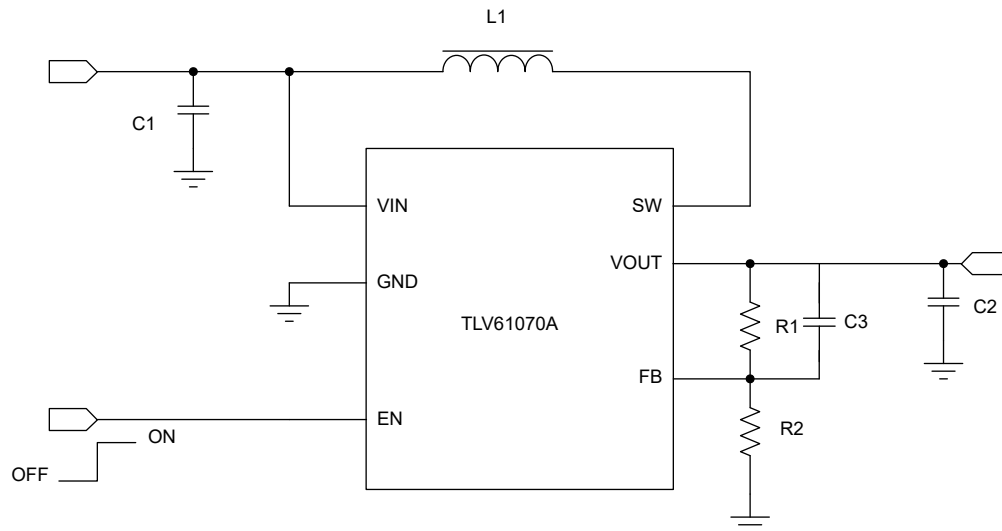 L1
C1
VIN
SW
VOUT
GND
R1
C3
C2
TLV61070A
FB
EN
R2
ON
OFF